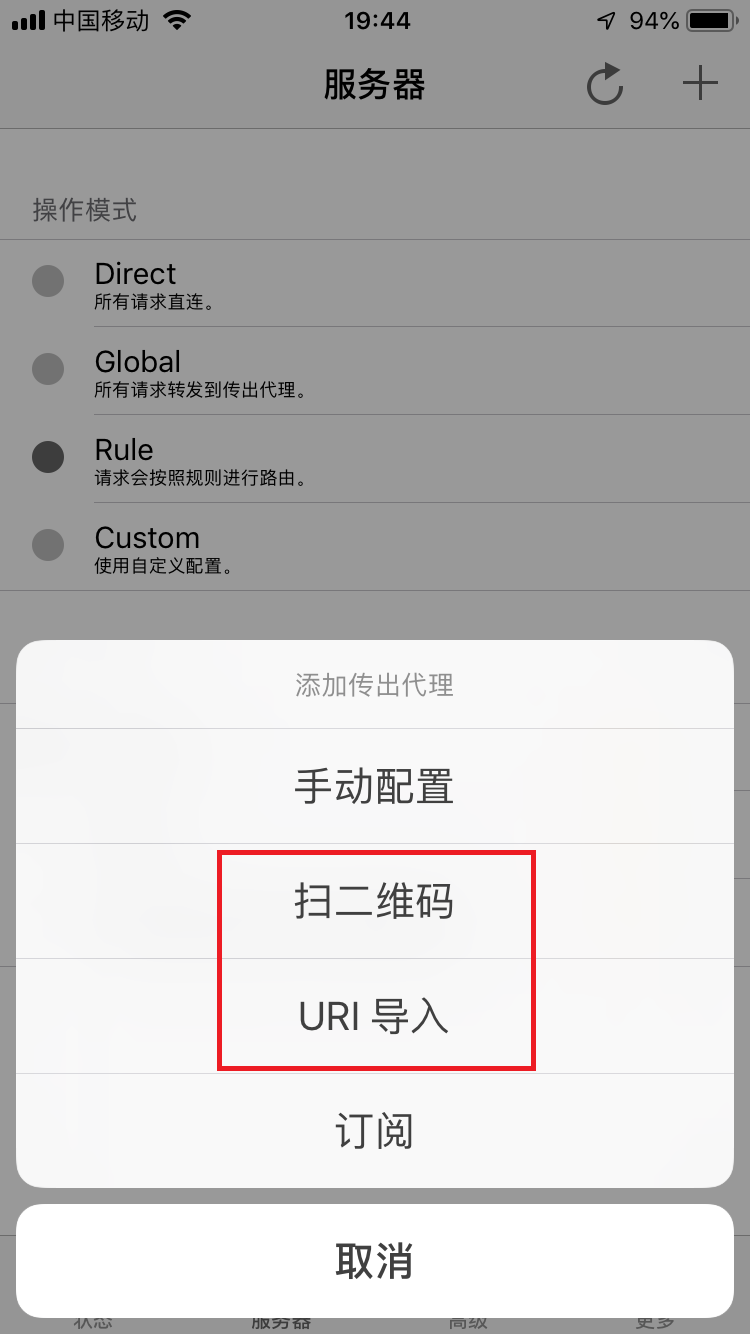 中国移动 19:44 94%
服务器
操作模式
Direct
所有请求直连。
Global
所有请求转发到传出代理。
Rule
请求会按照规则进行路由。
Custom
使用自定义配置。
添加传出代理
手动配置
扫二维码
URI 导入
订阅
取消
状态 服务器 高级 更多